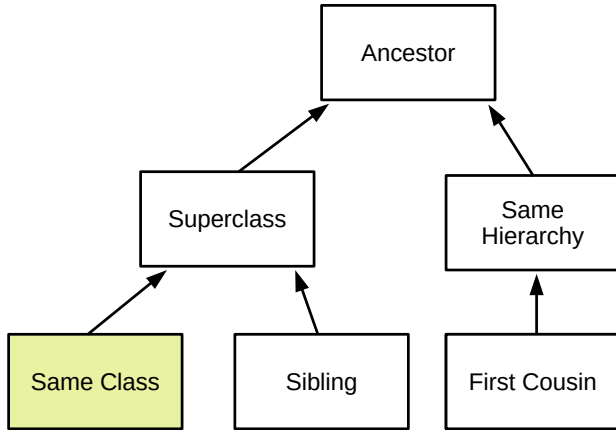 Ancestor
Superclass
Same
Hierarchy
Same Class
Sibling
First Cousin